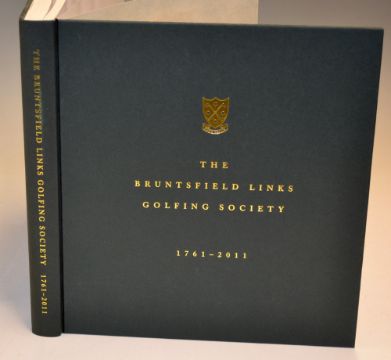 THE BRUNTSFIELD LINKS GOLFING SOCIETY 1761–2011
THE
BRUNTSFIELD LINKS
GOLFING SOCIETY
1761–2011